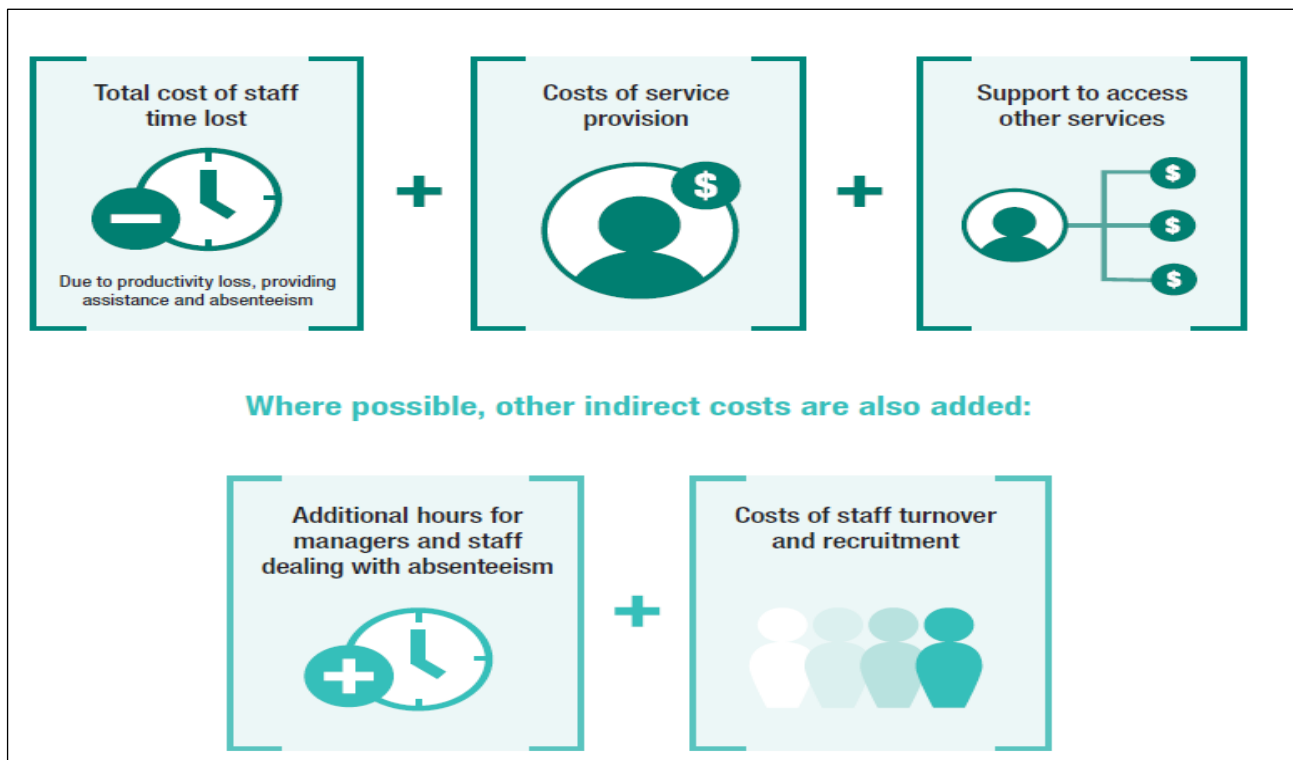 Total cost of staff
time lost
Due to productivity loss, providing
assistance and absenteeism
+
Costs of service
provision
$
+
Support to access
other services
$
$
$
Where possible, other indirect costs are also added:
Additional hours for
managers and staff
dealing with absenteeism
+
+
Costs of staff turnover
and recruitment